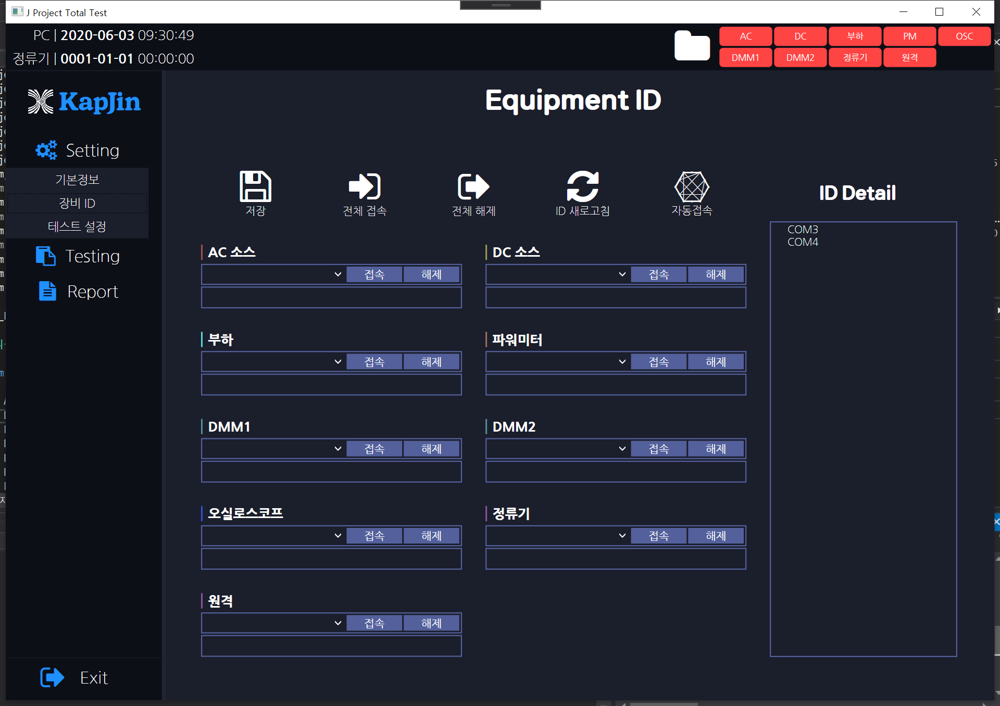 J Project Total Test
PC | 2020-06-03 09:30:49
정류기 | 0001-01-01 00:00:00
AC DC 부하 PM OSC
DMM1 DMM2 정류기 원격
KapJin
Setting
기본정보
장비 ID
테스트 설정
Testing
Report
Exit
Equipment ID
저장 전체 접속 전체 해제 ID 새로고침 자동접속
AC 소스
접속 해제
DC 소스
접속 해제
부하
접속 해제
파워미터
접속 해제
DMM1
접속 해제
DMM2
접속 해제
오실로스코프
접속 해제
정류기
접속 해제
원격
접속 해제
ID Detail
COM3
COM4